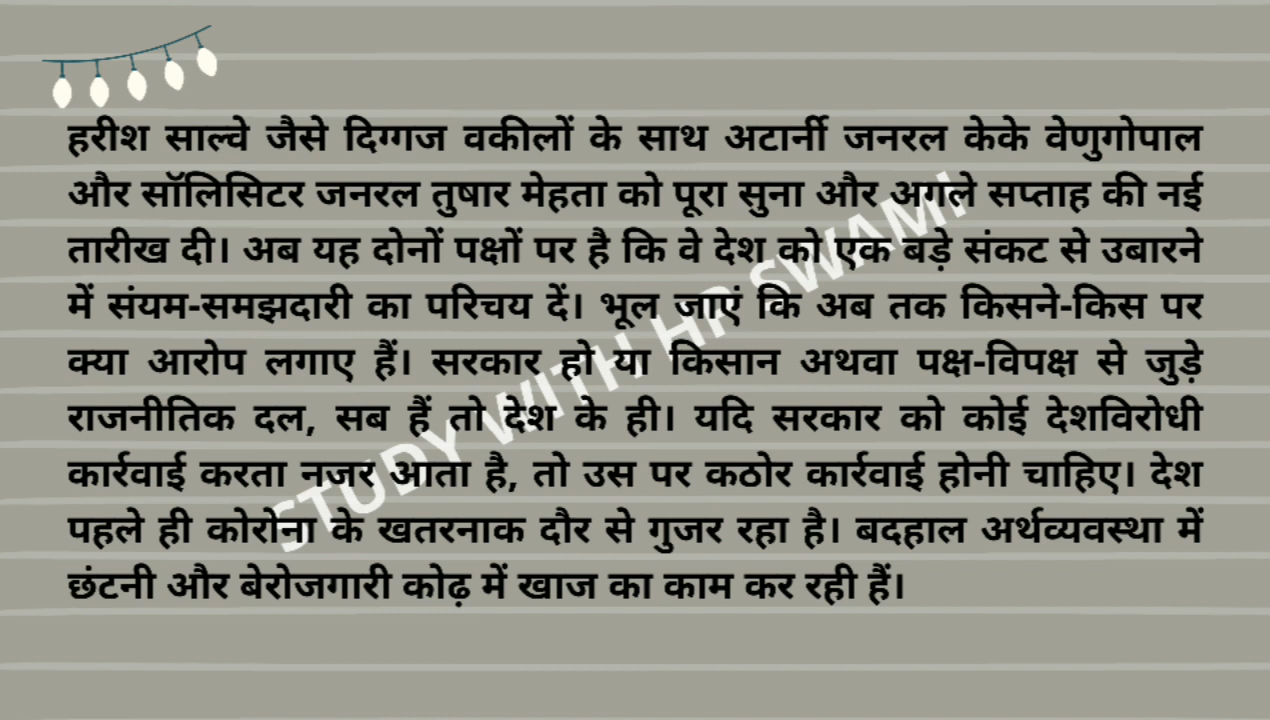 हरीश साल्वे जैसे दिग्गज वकीलों के साथ अटार्नी जनरल केके वेणुगोपाल
और सॉलिसिटर जनरल तुषार मेहता को पूरा सुना और अगले सप्ताह की नई
तारीख दी। अब यह दोनों पक्षों पर है कि वे देश को एक बड़े संकट से उबारने
में संयम-समझदारी का परिचय दें। भूल जाएं कि अब तक किसने-किस पर
क्या आरोप लगाए हैं। सरकार हो या किसान अथवा पक्ष-विपक्ष से जुड़े
राजनीतिक दल, सब हैं तो देश के ही। यदि सरकार को कोई देशविरोधी
कार्रवाई करता नजर आता है, तो उस पर कठोर कार्रवाई होनी चाहिए। देश
पहले ही कोरोना के खतरनाक दौर से गुजर रहा है। बदहाल अर्थव्यवस्था में
छंटनी और बेरोजगारी कोढ़ में खाज का काम कर रही हैं।
STUDY WITH HP SWAMI